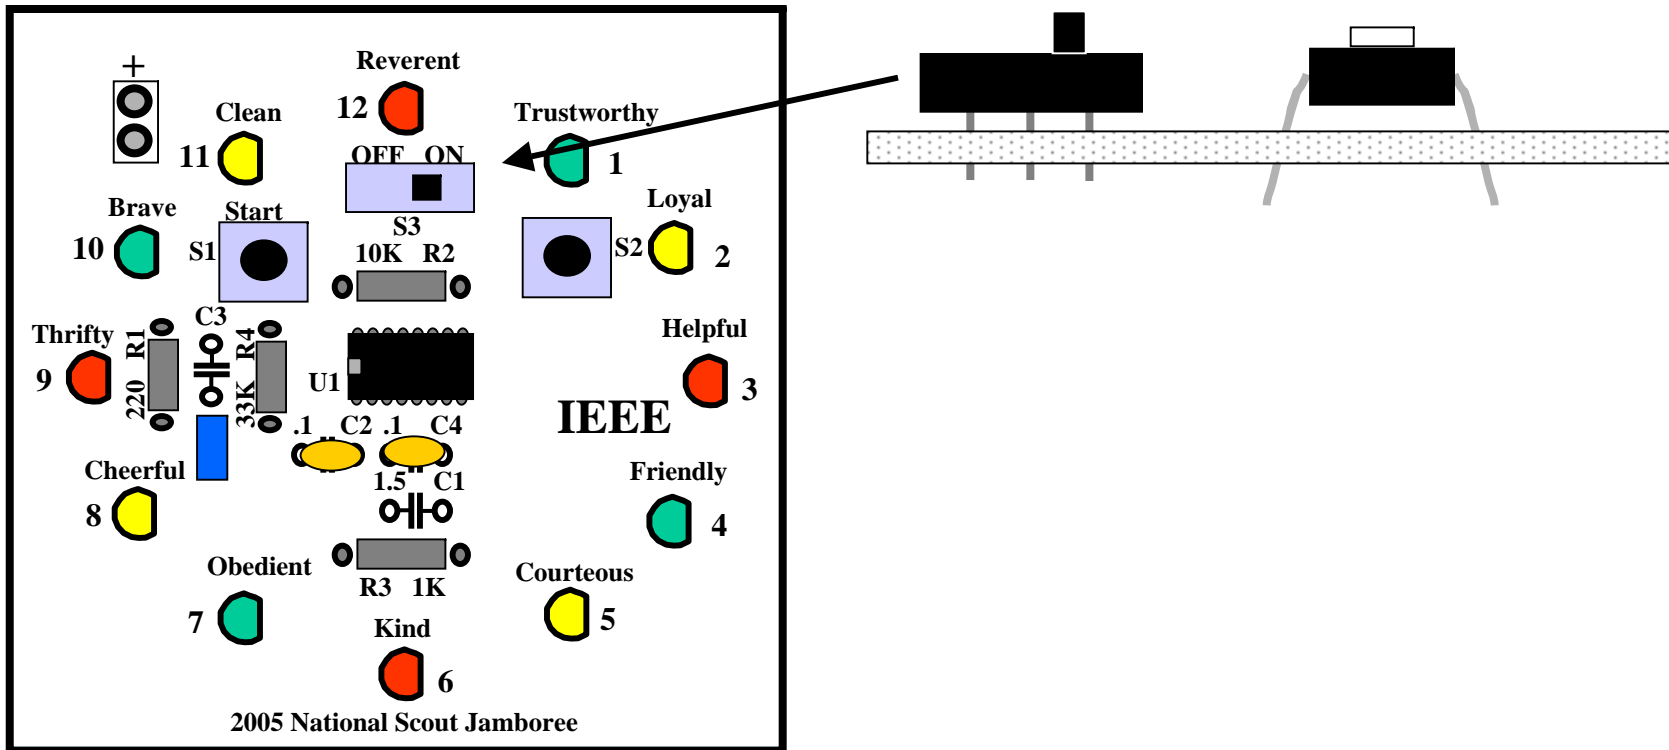 +
Reverent
12
Clean
Trustworthy
11
OFF ON
1
Brave
Start
Loyal
10
S1
S3
S2
2
10K R2
C3
Thrifty
R1
R4
Helpful
9
220
33K
U1
3
IEEE
.1 C2 .1 C4
Cheerful
1.5 C1
Friendly
8
4
Obedient
R3 1K
Courteous
7
5
Kind
6
2005 National Scout Jamboree